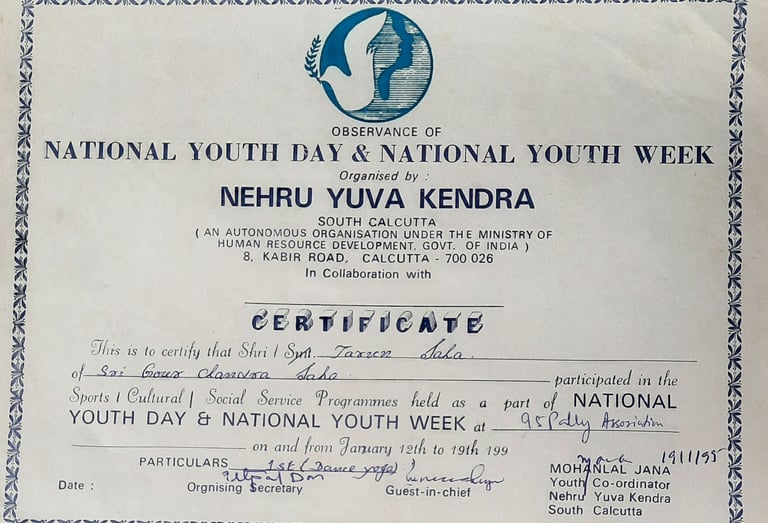 OBSERVANCE OF
NATIONAL YOUTH DAY & NATIONAL YOUTH WEEK
Organised by :
NEHRU YUVA KENDRA
SOUTH CALCUTTA
( AN AUTONOMOUS ORGANISATION UNDER THE MINISTRY OF
HUMAN RESOURCE DEVELOPMENT, GOVT. OF INDIA )
8, KABIR ROAD, CALCUTTA - 700 026
In Collaboration with
CERTIFICATE
This is to certify that Shri / Smt. Tarun Saha.
of Sri Gour Chandra Saha participated in the
Sports / Cultural / Social Service Programmes held as a part of NATIONAL
YOUTH DAY & NATIONAL YOUTH WEEK at 95 Pally Association
on and from January 12th to 19th 199
PARTICULARS 1st (Dance yoga)
19/1/95
MOHANLAL JANA
Date : Orgnising Secretary Guest-in-chief Youth Co-ordinator
Nehru Yuva Kendra
South Calcutta